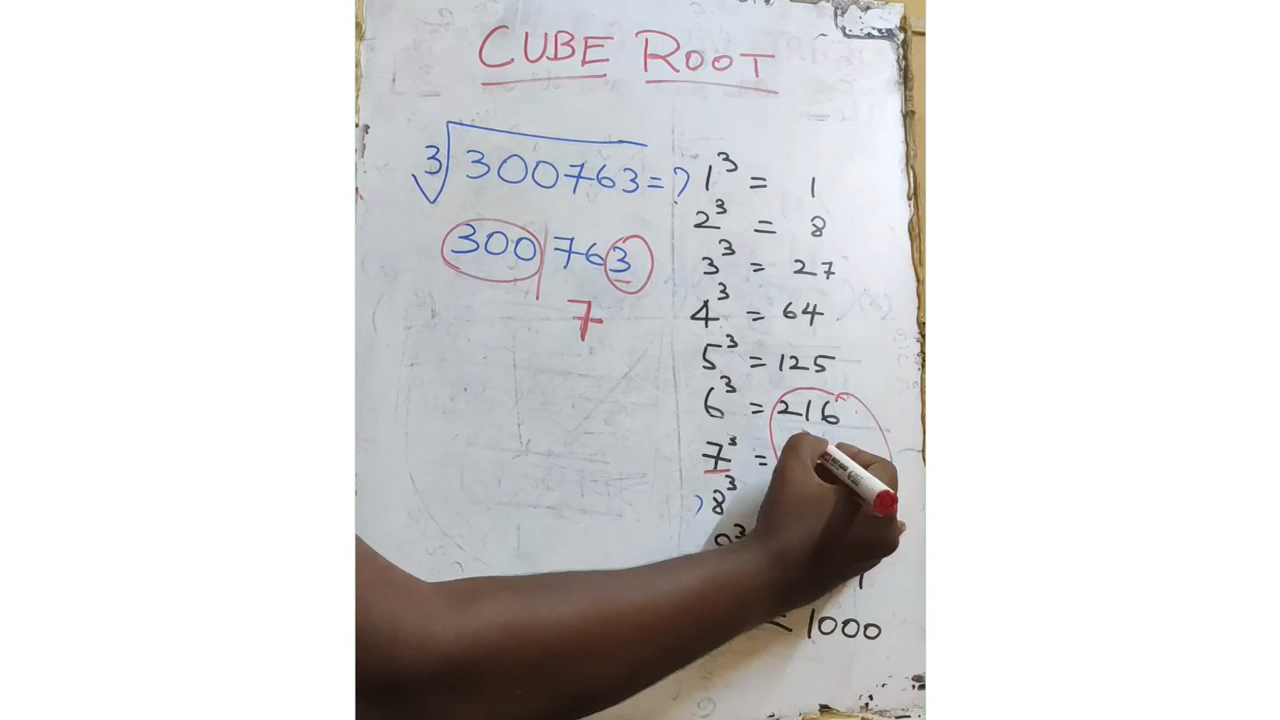 CUBE ROOT
³√300763 = ?
300 | 763
7
1³ = 1
2³ = 8
3³ = 27
4³ = 64
5³ = 125
6³ = 216
7³ =
8³
= 1000